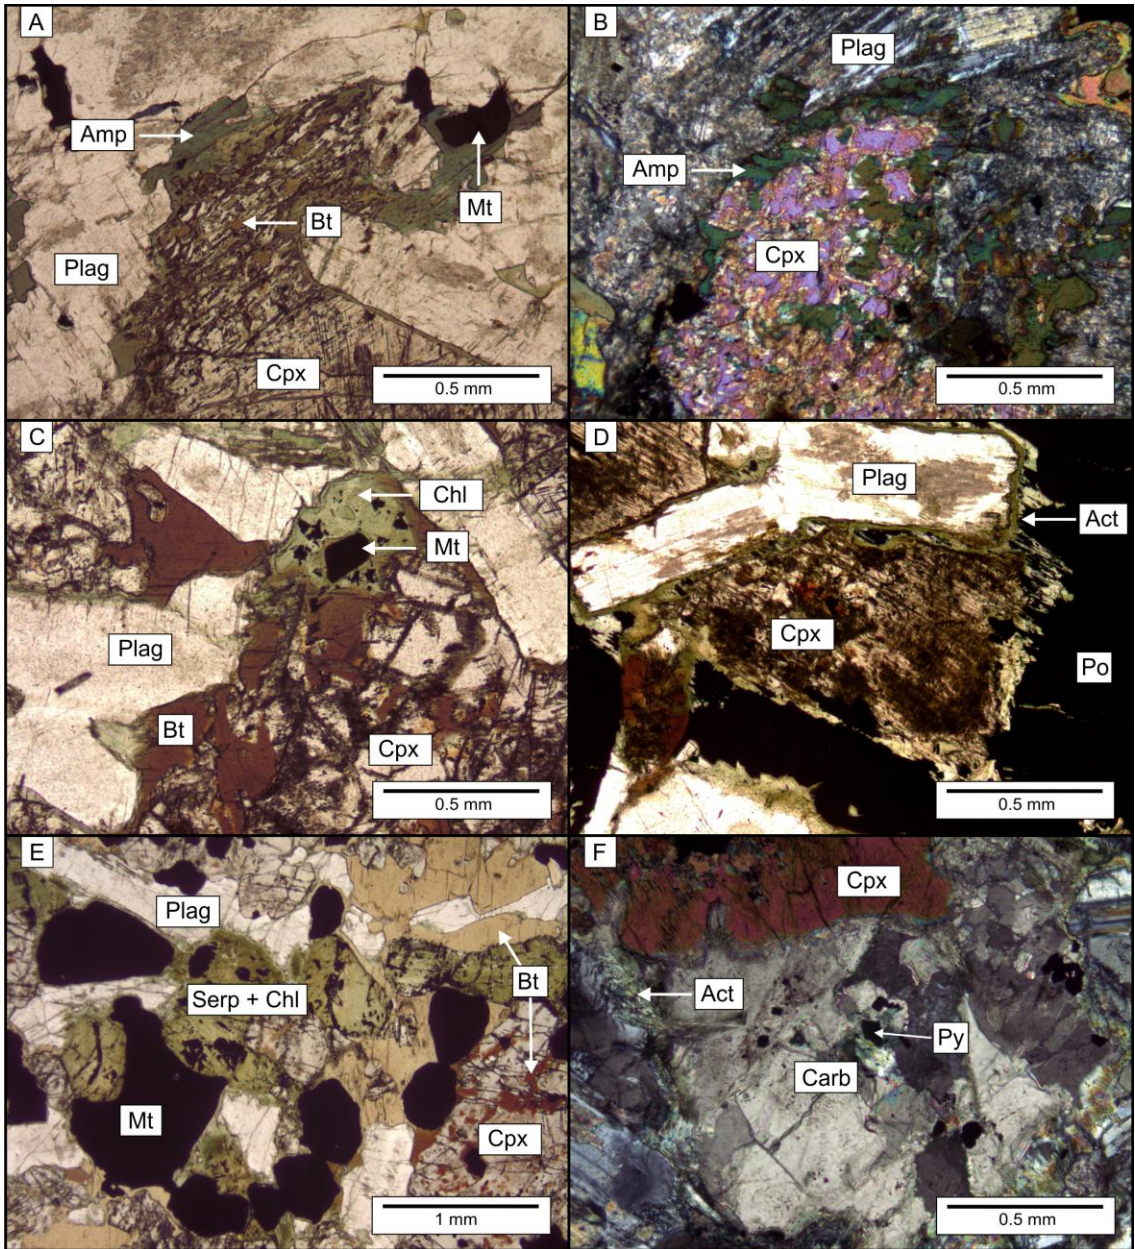 A
Amp
Mt
Bt
Plag
Cpx
0.5 mm
B
Plag
Amp
Cpx
0.5 mm
C
Chl
Mt
Plag
Bt
Cpx
0.5 mm
D
Plag
Act
Cpx
Po
0.5 mm
E
Plag
Bt
Serp + Chl
Mt
Cpx
1 mm
F
Cpx
Act
Py
Carb
0.5 mm